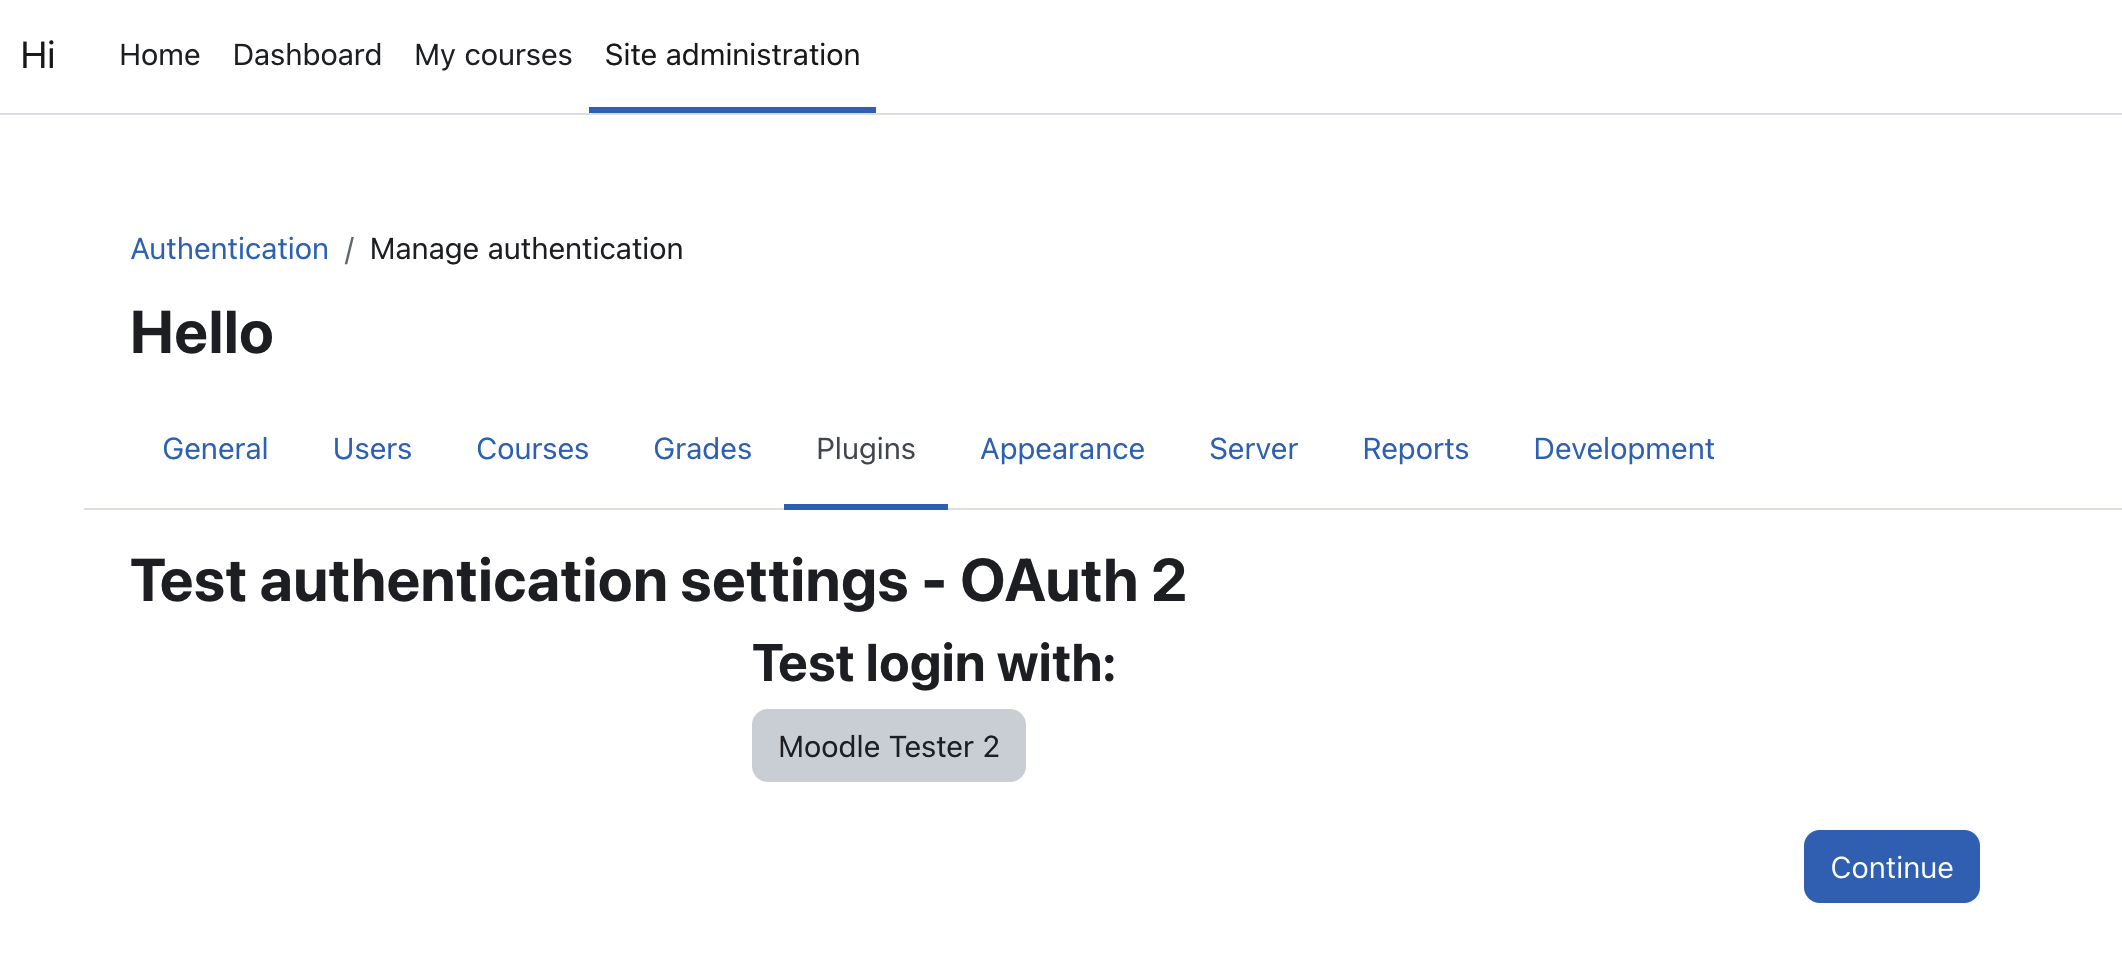 Hi Home Dashboard My courses Site administration
Authentication / Manage authentication
Hello
General Users Courses Grades Plugins Appearance Server Reports Development
Test authentication settings - OAuth 2
Test login with:
Moodle Tester 2
Continue